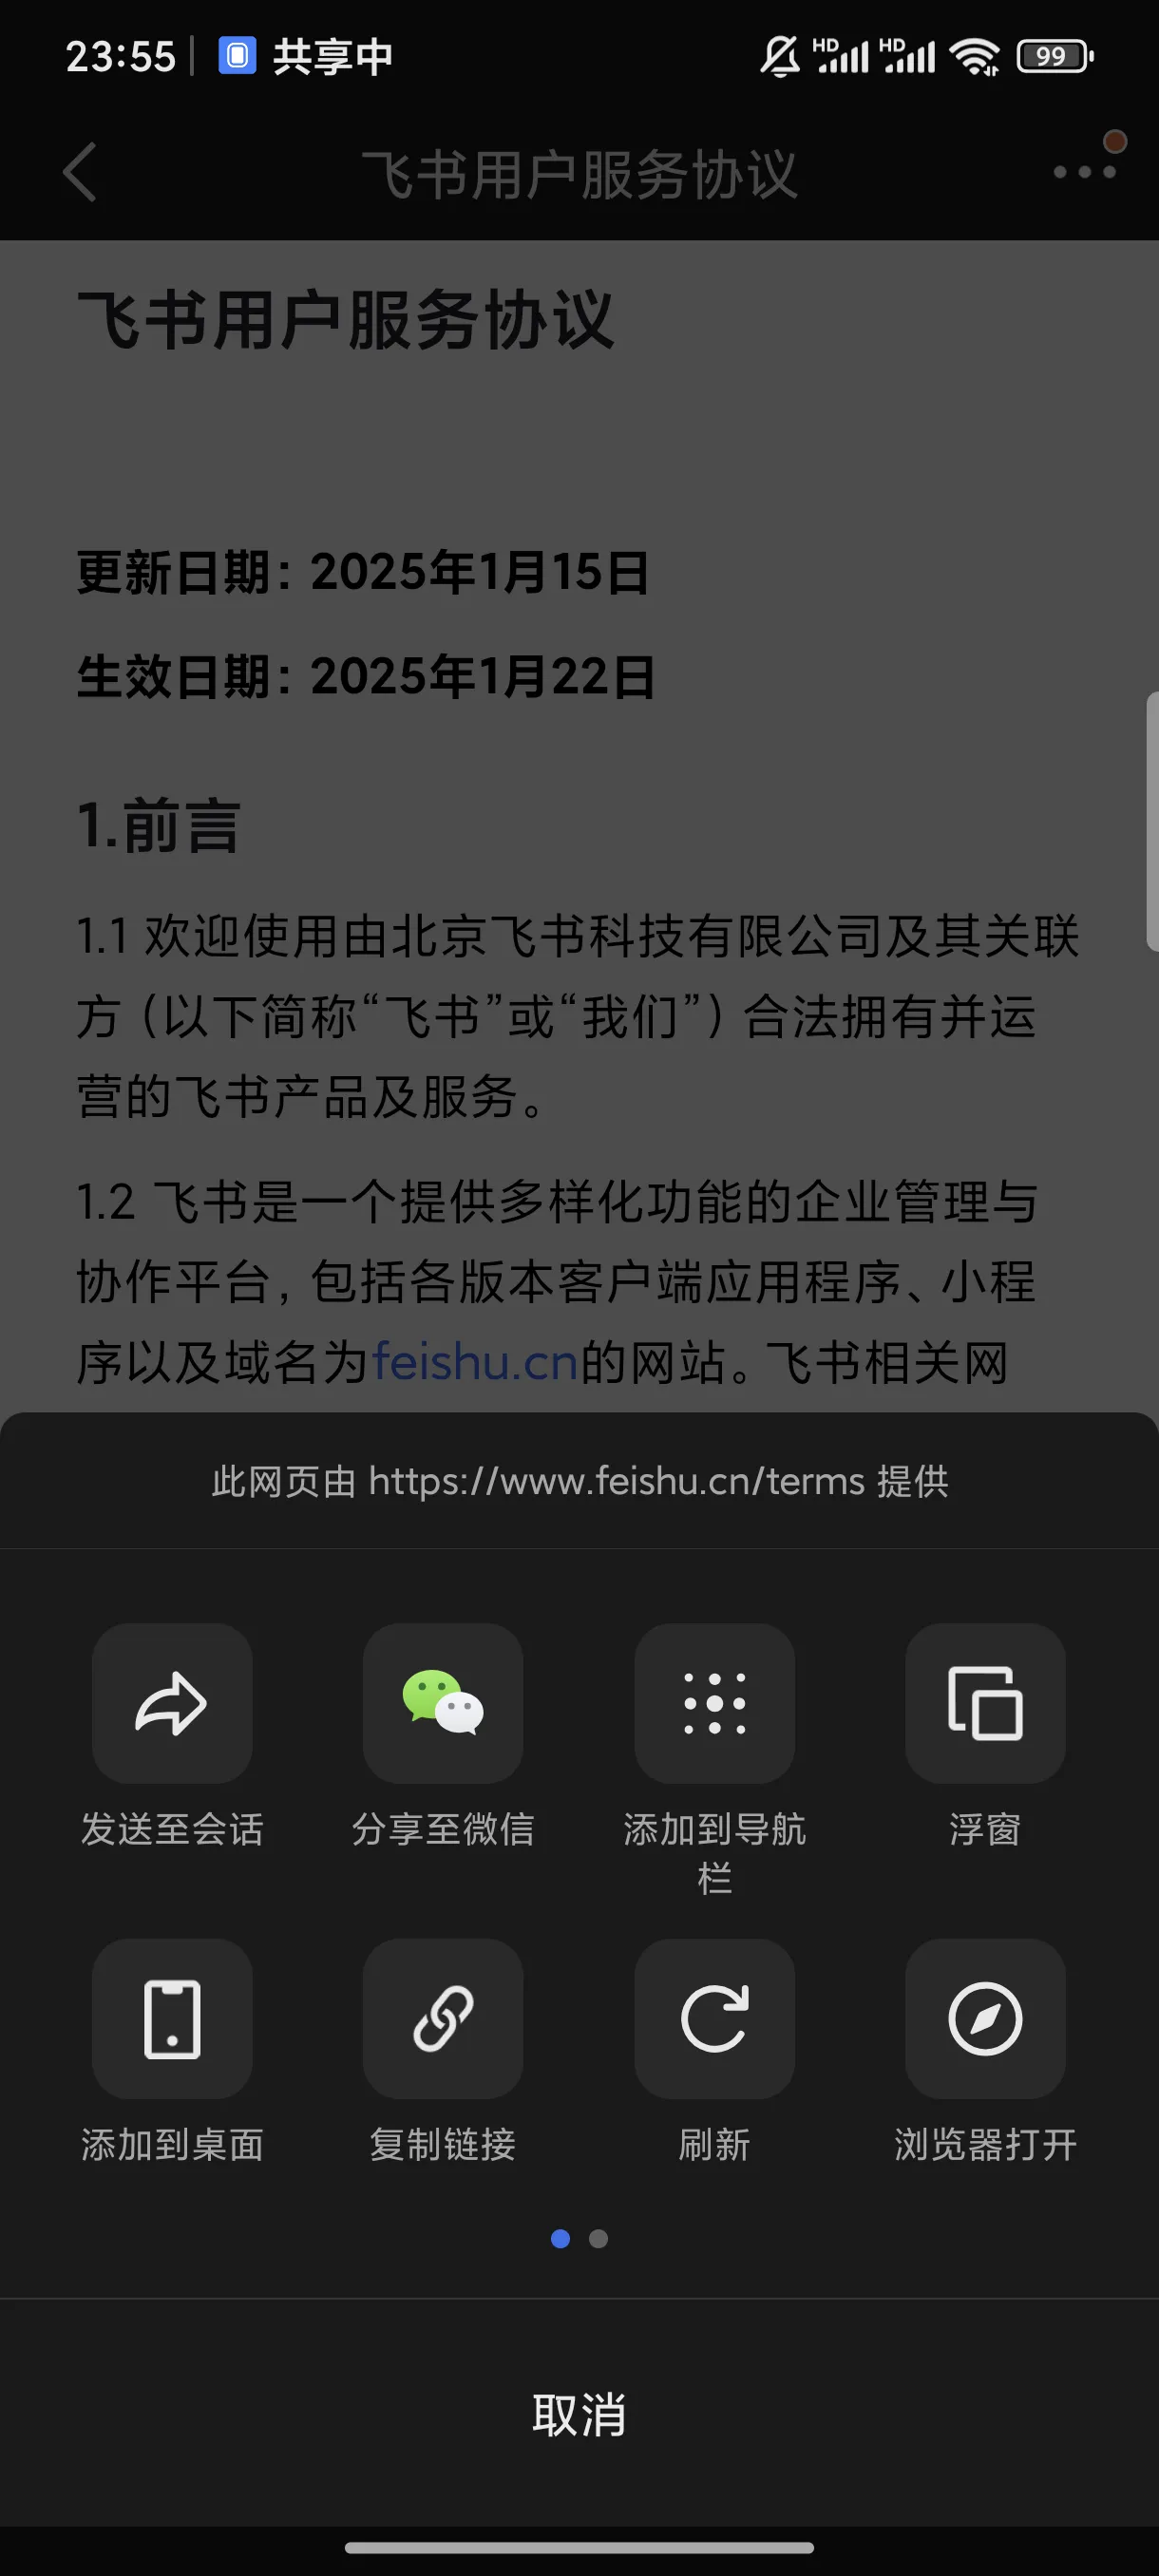 23:55
共享中
HD HD 99
飞书用户服务协议
飞书用户服务协议
更新日期：2025年1月15日
生效日期：2025年1月22日
1.前言
1.1 欢迎使用由北京飞书科技有限公司及其关联
方（以下简称“飞书”或“我们”）合法拥有并运
营的飞书产品及服务。
1.2 飞书是一个提供多样化功能的企业管理与
协作平台，包括各版本客户端应用程序、小程
序以及域名为feishu.cn的网站。飞书相关网
此网页由 https://www.feishu.cn/terms 提供
发送至会话
分享至微信
添加到导航
栏
浮窗
添加到桌面
复制链接
刷新
浏览器打开
取消